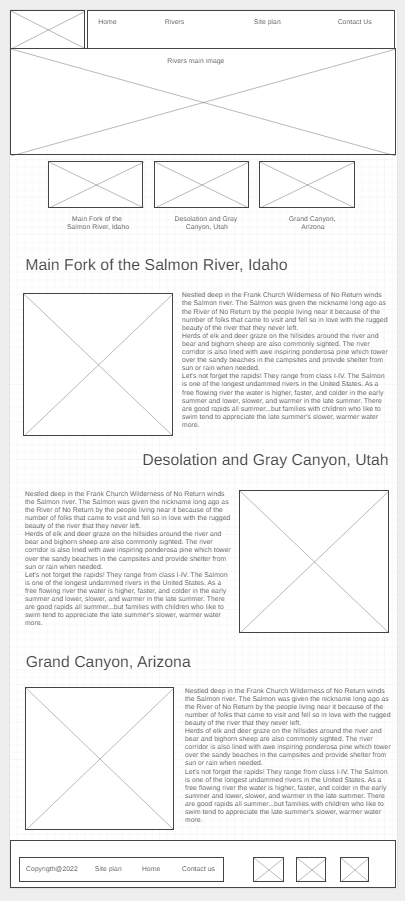 Home Rivers Site plan Contact Us
Rivers main image
Main Fork of the
Salmon River, Idaho
Desolation and Gray
Canyon, Utah
Grand Canyon,
Arizona
Main Fork of the Salmon River, Idaho
Nestled deep in the Frank Church Wilderness of No Return winds
the Salmon river. The Salmon was given the nickname long ago as
the River of No Return by the people living near it because of the
number of folks that came to visit and fell so in love with the rugged
beauty of the river that they never left.
Herds of elk and deer graze on the hillsides around the river and
bear and bighorn sheep are also commonly sighted. The river
corridor is also lined with awe inspiring ponderosa pine which tower
over the sandy beaches in the campsites and provide shelter from
sun or rain when needed.
Let's not forget the rapids! They range from class I-IV. The Salmon
is one of the longest undammed rivers in the United States. As a
free flowing river the water is higher, faster, and colder in the early
summer and lower, slower, and warmer in the late summer. There
are good rapids all summer...but families with children who like to
swim tend to appreciate the late summer's slower, warmer water
more.
Desolation and Gray Canyon, Utah
Nestled deep in the Frank Church Wilderness of No Return winds
the Salmon river. The Salmon was given the nickname long ago as
the River of No Return by the people living near it because of the
number of folks that came to visit and fell so in love with the rugged
beauty of the river that they never left.
Herds of elk and deer graze on the hillsides around the river and
bear and bighorn sheep are also commonly sighted. The river
corridor is also lined with awe inspiring ponderosa pine which tower
over the sandy beaches in the campsites and provide shelter from
sun or rain when needed.
Let's not forget the rapids! They range from class I-IV. The Salmon
is one of the longest undammed rivers in the United States. As a
free flowing river the water is higher, faster, and colder in the early
summer and lower, slower, and warmer in the late summer. There
are good rapids all summer...but families with children who like to
swim tend to appreciate the late summer's slower, warmer water
more.
Grand Canyon, Arizona
Nestled deep in the Frank Church Wilderness of No Return winds
the Salmon river. The Salmon was given the nickname long ago as
the River of No Return by the people living near it because of the
number of folks that came to visit and fell so in love with the rugged
beauty of the river that they never left.
Herds of elk and deer graze on the hillsides around the river and
bear and bighorn sheep are also commonly sighted. The river
corridor is also lined with awe inspiring ponderosa pine which tower
over the sandy beaches in the campsites and provide shelter from
sun or rain when needed.
Let's not forget the rapids! They range from class I-IV. The Salmon
is one of the longest undammed rivers in the United States. As a
free flowing river the water is higher, faster, and colder in the early
summer and lower, slower, and warmer in the late summer. There
are good rapids all summer...but families with children who like to
swim tend to appreciate the late summer's slower, warmer water
more.
Copyrigth@2022 Site plan Home Contact us